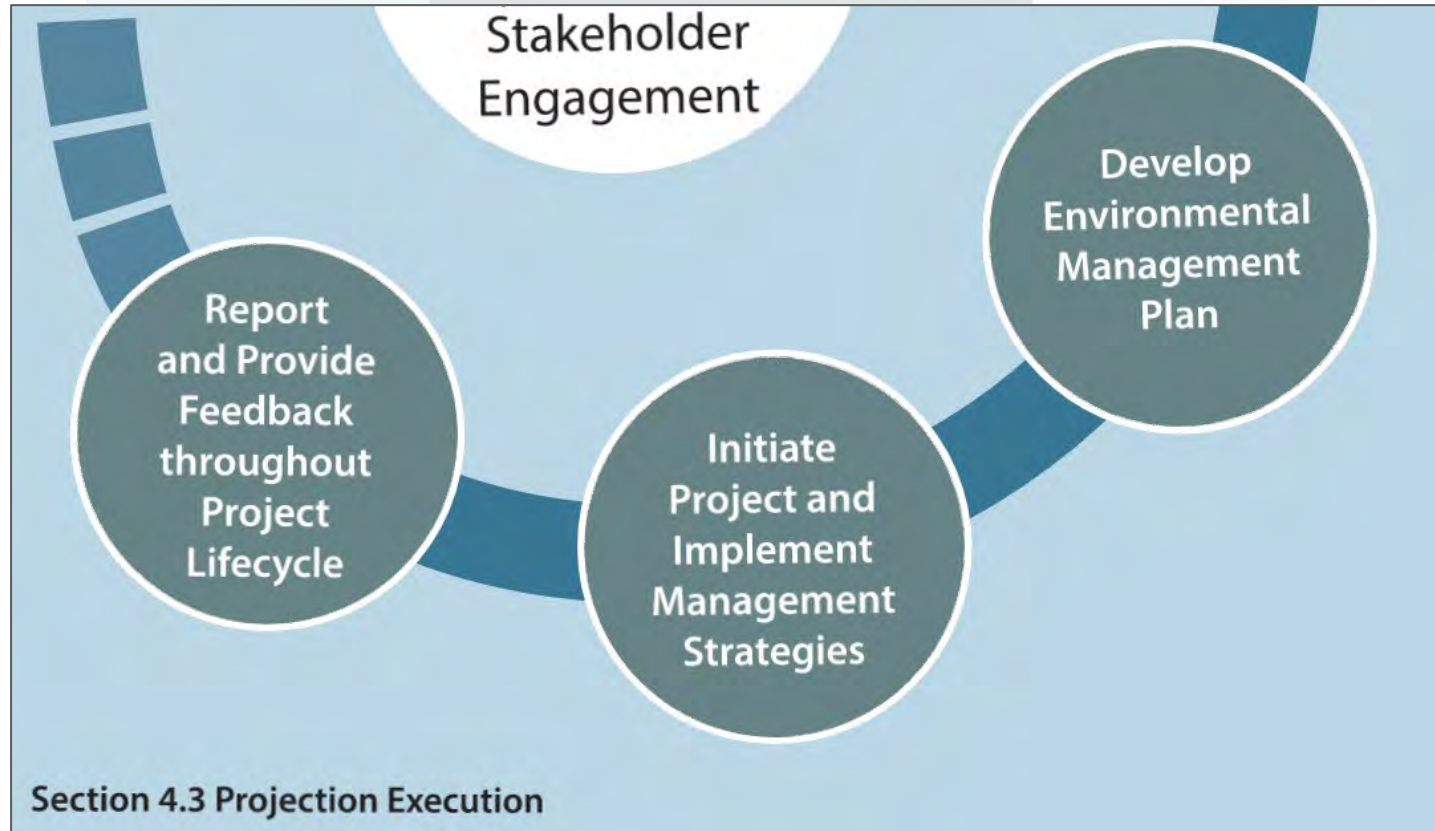 Stakeholder
Engagement
Develop
Environmental
Management
Plan
Report
and Provide
Feedback
throughout
Project
Lifecycle
Initiate
Project and
Implement
Management
Strategies
Section 4.3 Projection Execution